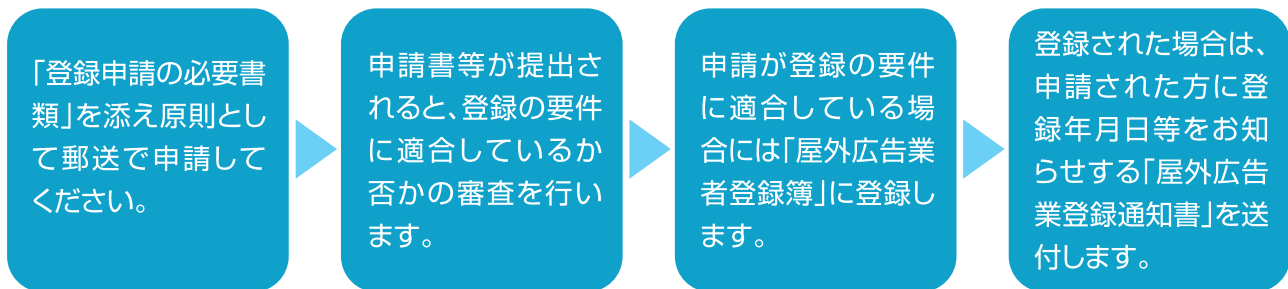 「登録申請の必要書
類」を添え原則とし
て郵送で申請して
ください。
申請書等が提出さ
れると、登録の要件
に適合しているか
否かの審査を行い
ます。
申請が登録の要件
に適合している場
合には「屋外広告業
者登録簿」に登録し
ます。
登録された場合は、
申請された方に登
録年月日等をお知
らせする「屋外広告
業登録通知書」を送
付します。